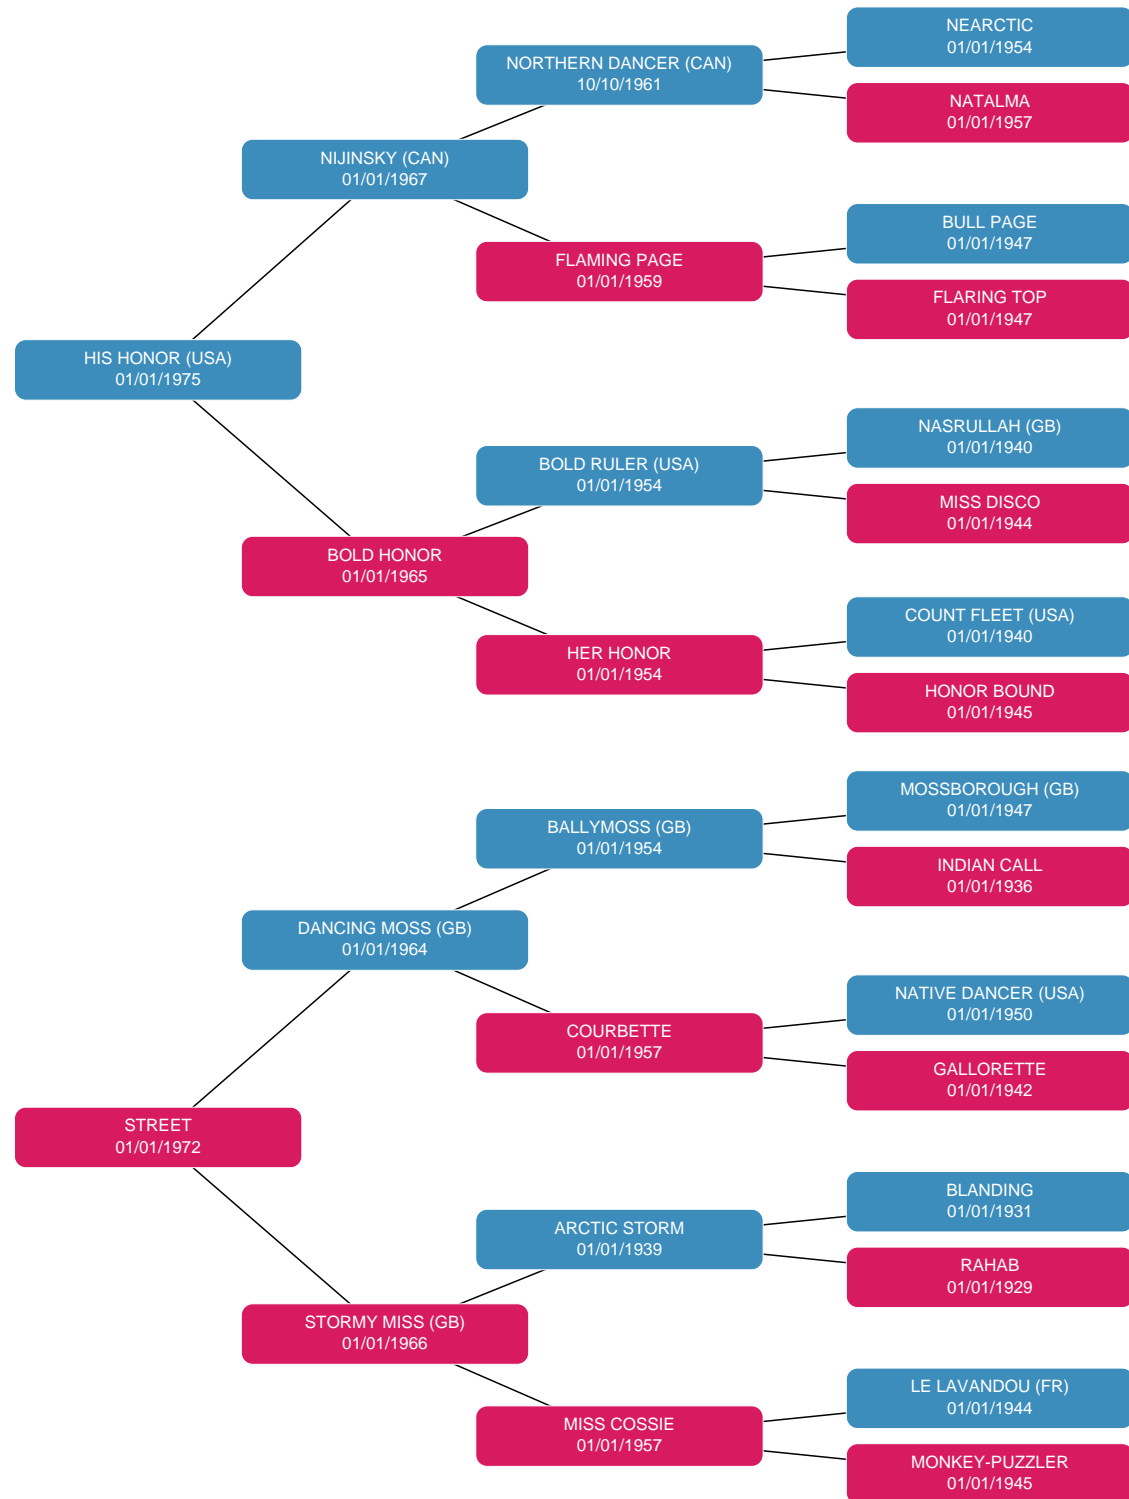 NEARCTIC
01/01/1954
NORTHERN DANCER (CAN)
10/10/1961
NATALMA
01/01/1957
NIJINSKY (CAN)
01/01/1967
BULL PAGE
01/01/1947
FLAMING PAGE
01/01/1959
FLARING TOP
01/01/1947
HIS HONOR (USA)
01/01/1975
NASRULLAH (GB)
01/01/1940
BOLD RULER (USA)
01/01/1954
MISS DISCO
01/01/1944
BOLD HONOR
01/01/1965
COUNT FLEET (USA)
01/01/1940
HER HONOR
01/01/1954
HONOR BOUND
01/01/1945
MOSSBOROUGH (GB)
01/01/1947
BALLYMOSS (GB)
01/01/1954
INDIAN CALL
01/01/1936
DANCING MOSS (GB)
01/01/1964
NATIVE DANCER (USA)
01/01/1950
COURBETTE
01/01/1957
GALLORETTE
01/01/1942
STREET
01/01/1972
BLANDING
01/01/1931
ARCTIC STORM
01/01/1939
RAHAB
01/01/1929
STORMY MISS (GB)
01/01/1966
LE LAVANDOU (FR)
01/01/1944
MISS COSSIE
01/01/1957
MONKEY-PUZZLER
01/01/1945